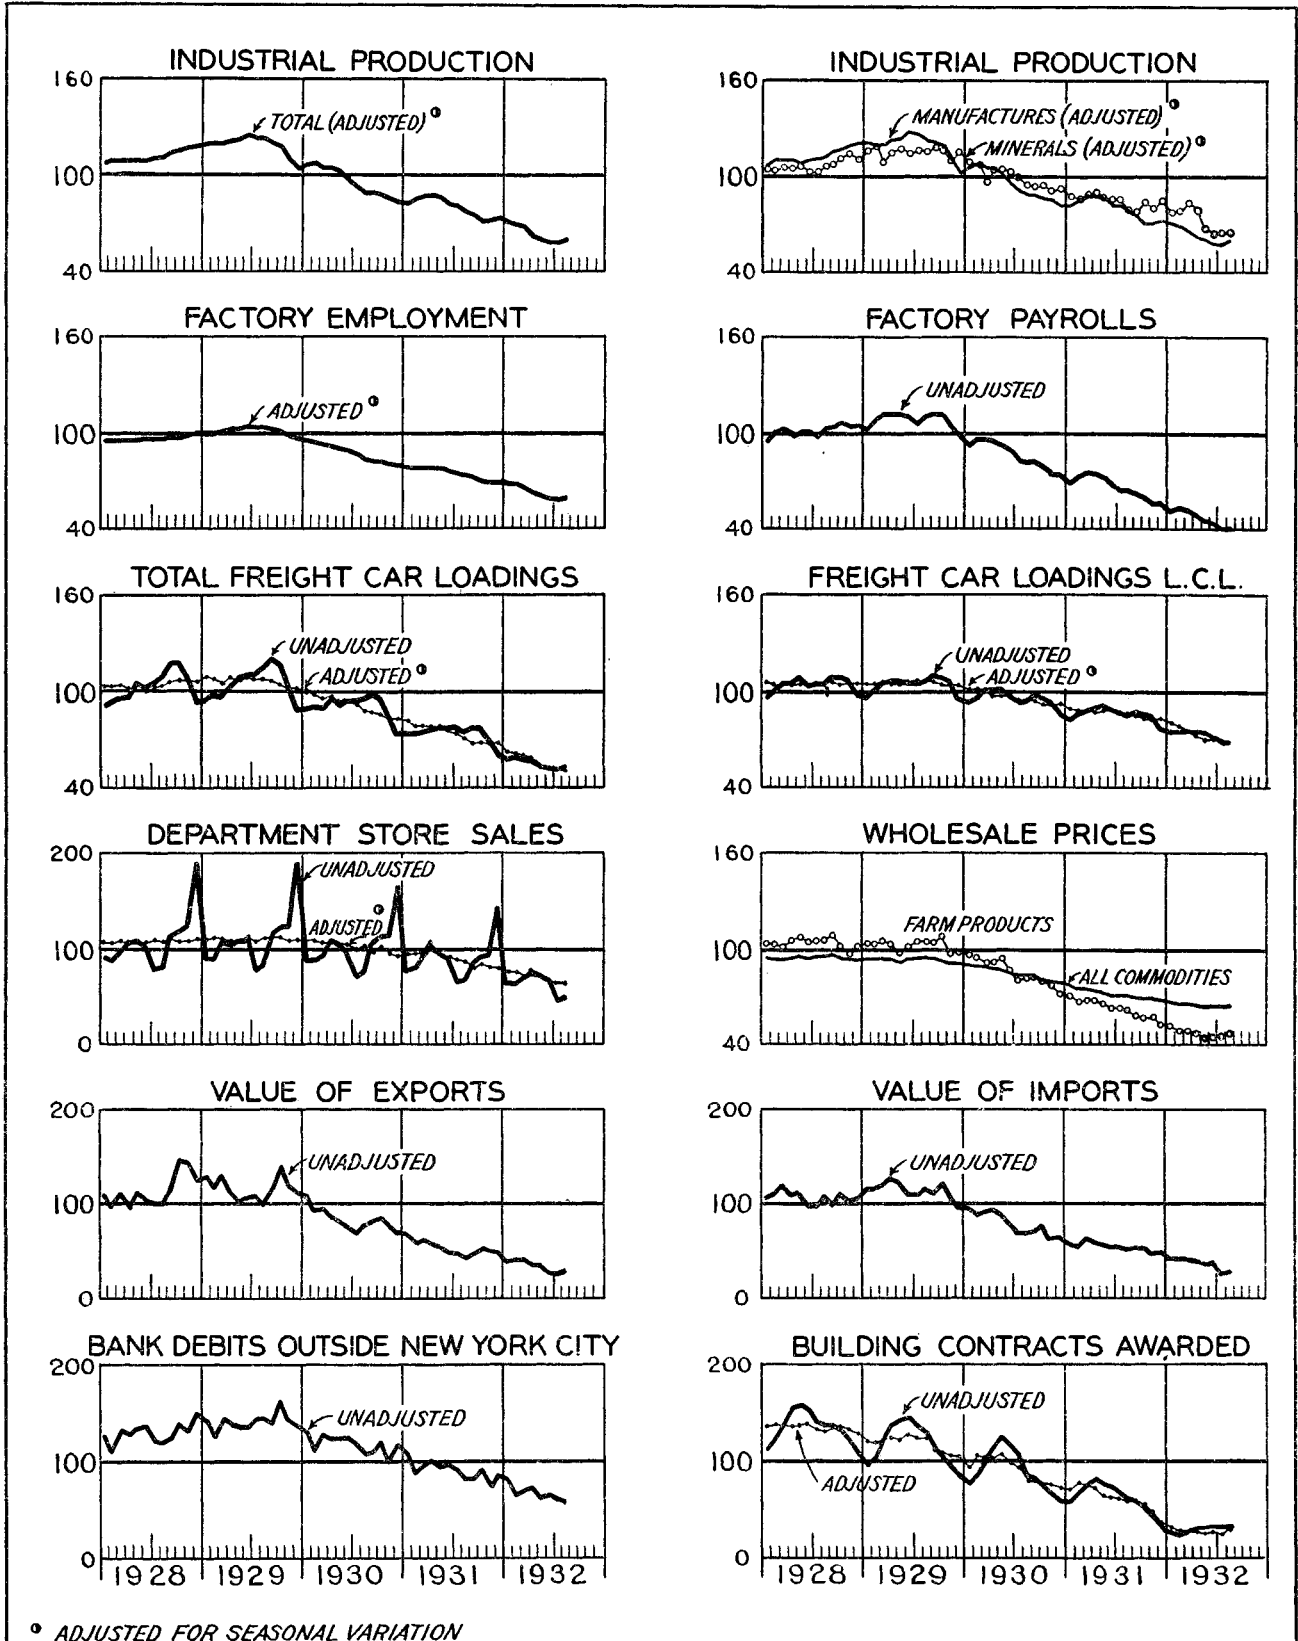 INDUSTRIAL PRODUCTION
160
100
40
TOTAL (ADJUSTED) ◑
INDUSTRIAL PRODUCTION
160
100
40
MANUFACTURES (ADJUSTED) ◑
MINERALS (ADJUSTED) ◑
FACTORY EMPLOYMENT
160
100
40
ADJUSTED ◑
FACTORY PAYROLLS
160
100
40
UNADJUSTED
TOTAL FREIGHT CAR LOADINGS
160
100
40
UNADJUSTED
ADJUSTED ◑
FREIGHT CAR LOADINGS L.C.L.
160
100
40
UNADJUSTED
ADJUSTED ◑
DEPARTMENT STORE SALES
200
100
0
UNADJUSTED
ADJUSTED ◑
WHOLESALE PRICES
160
100
40
FARM PRODUCTS
ALL COMMODITIES
VALUE OF EXPORTS
200
100
0
UNADJUSTED
VALUE OF IMPORTS
200
100
0
UNADJUSTED
BANK DEBITS OUTSIDE NEW YORK CITY
200
100
0
UNADJUSTED
1928 1929 1930 1931 1932
BUILDING CONTRACTS AWARDED
200
100
0
UNADJUSTED
ADJUSTED
1928 1929 1930 1931 1932
◑ ADJUSTED FOR SEASONAL VARIATION